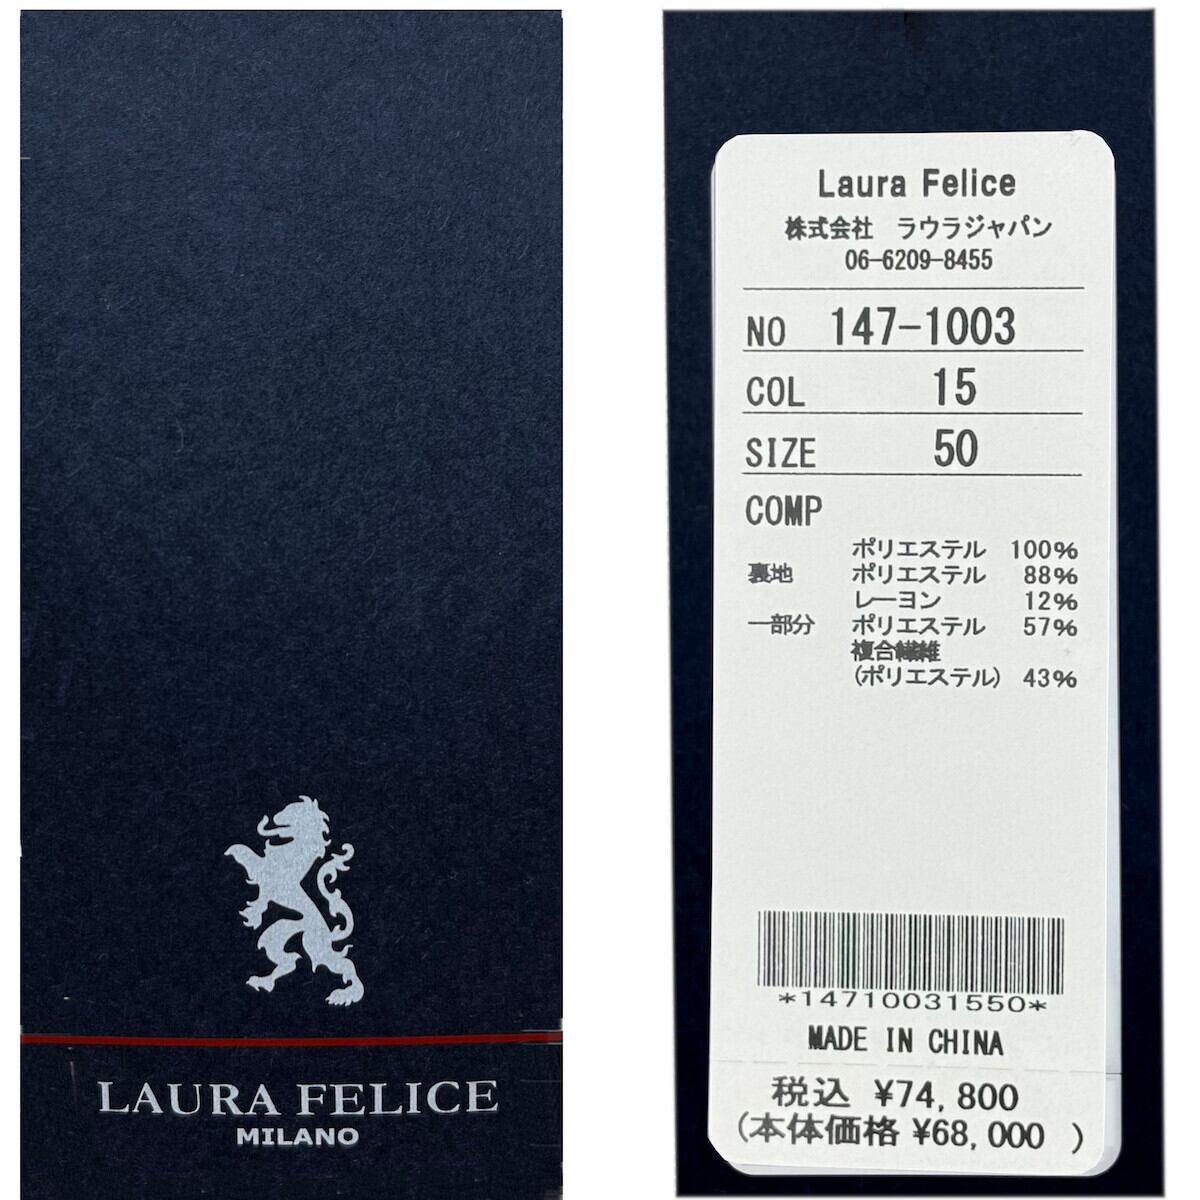 LAURA FELICE
MILANO
Laura Felice
株式会社 ラウラジャパン
06-6209-8455
NO 147-1003
COL 15
SIZE 50
COMP
ポリエステル 100%
裏地 ポリエステル 88%
レーヨン 12%
一部分 ポリエステル 57%
複合繊維
(ポリエステル) 43%
*14710031550*
MADE IN CHINA
税込 ¥74,800
(本体価格 ¥68,000 )